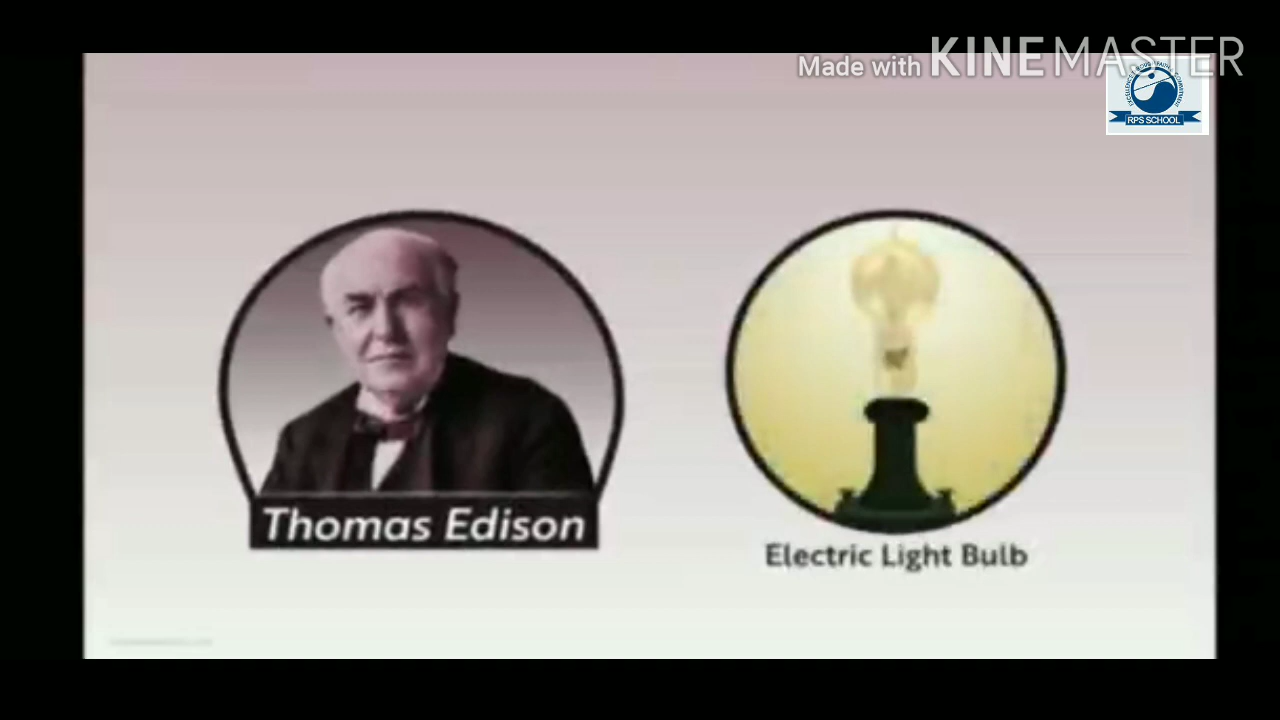 Made with KINEMASTER
RPS SCHOOL
Thomas Edison
Electric Light Bulb